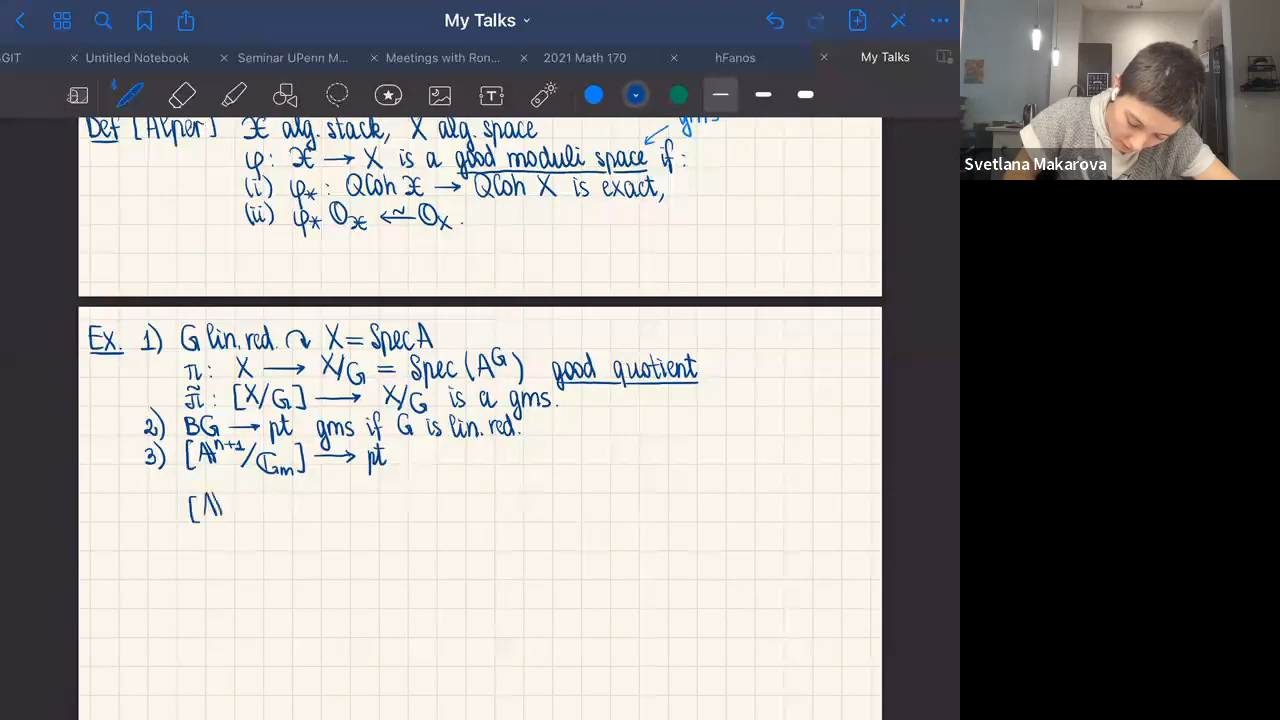 My Talks
GIT
Untitled Notebook
Seminar UPenn M...
Meetings with Ron...
2021 Math 170
hFanos
My Talks
Svetlana Makarova
Def [Alper] 𝒳 alg. stack, X alg. space
gms
φ: 𝒳 → X is a good moduli space if:
(i) φ* : QCoh 𝒳 → QCoh X is exact,
(ii) φ* 𝒪_𝒳 ⥲ 𝒪_X.
Ex. 1) G lin. red. ↷ X = Spec A
π: X → X/G = Spec(A^G) good quotient
π̃: [X/G] → X/G is a gms.
2) BG → pt gms if G is lin. red.
3) [𝔸^{n+1}/𝔾_m] → pt
[𝔸